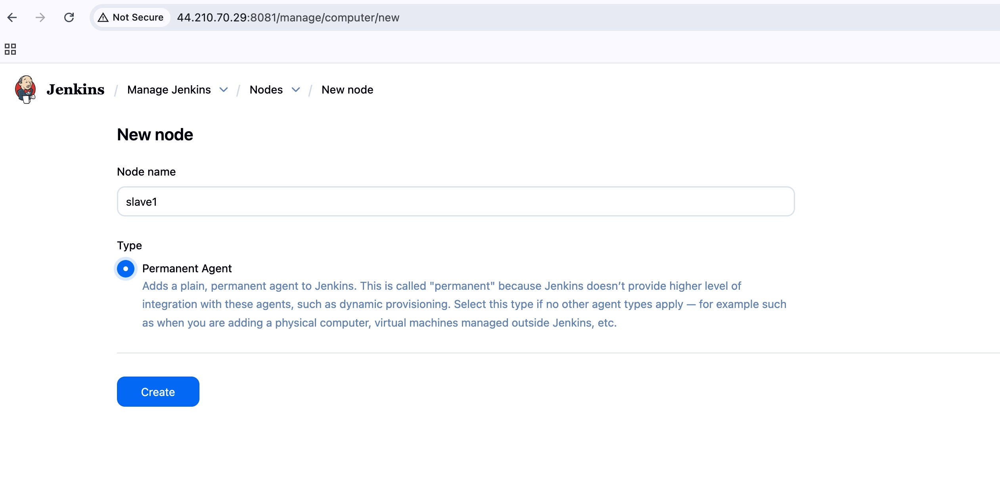 Not Secure 44.210.70.29:8081/manage/computer/new
Jenkins / Manage Jenkins / Nodes / New node
New node
Node name
slave1
Type
Permanent Agent
Adds a plain, permanent agent to Jenkins. This is called "permanent" because Jenkins doesn’t provide higher level of
integration with these agents, such as dynamic provisioning. Select this type if no other agent types apply — for example such
as when you are adding a physical computer, virtual machines managed outside Jenkins, etc.
Create